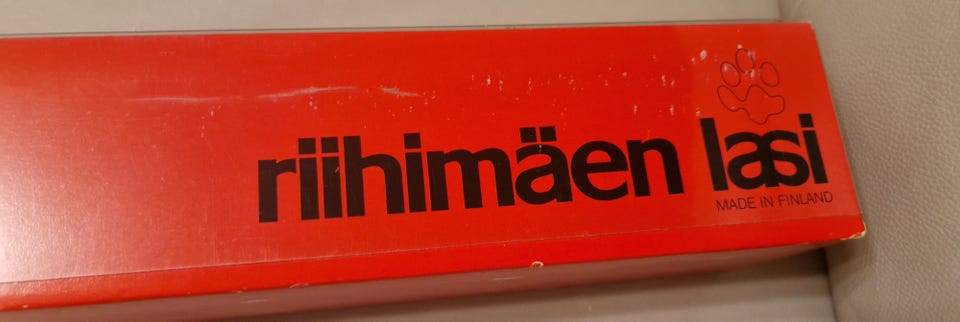 riihimäen lasi
MADE IN FINLAND